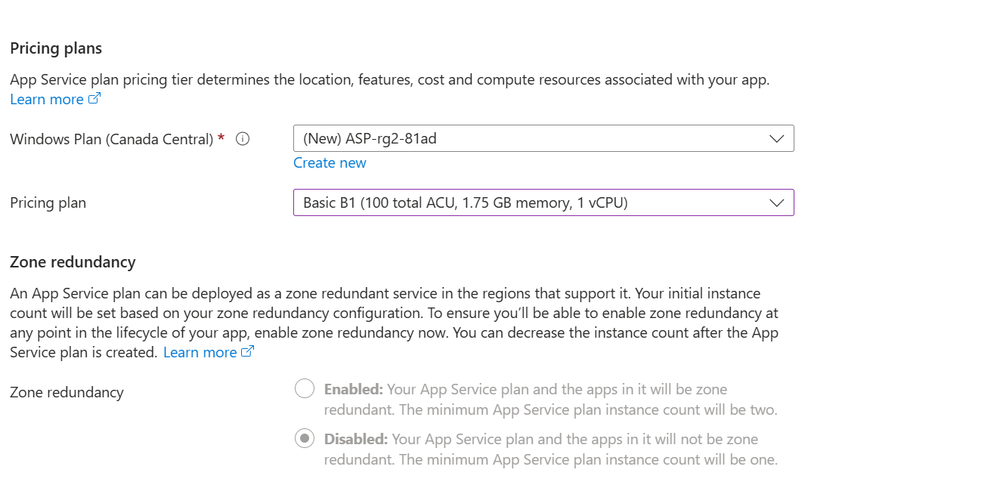 Pricing plans
App Service plan pricing tier determines the location, features, cost and compute resources associated with your app.
Learn more
Windows Plan (Canada Central) *
(New) ASP-rg2-81ad
Create new
Pricing plan
Basic B1 (100 total ACU, 1.75 GB memory, 1 vCPU)
Zone redundancy
An App Service plan can be deployed as a zone redundant service in the regions that support it. Your initial instance
count will be set based on your zone redundancy configuration. To ensure you’ll be able to enable zone redundancy at
any point in the lifecycle of your app, enable zone redundancy now. You can decrease the instance count after the App
Service plan is created. Learn more
Zone redundancy
Enabled: Your App Service plan and the apps in it will be zone
redundant. The minimum App Service plan instance count will be two.
Disabled: Your App Service plan and the apps in it will not be zone
redundant. The minimum App Service plan instance count will be one.